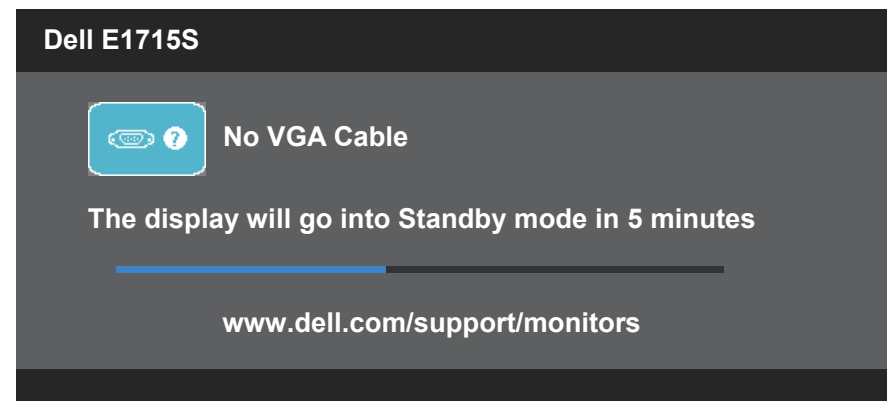 Dell E1715S
No VGA Cable
The display will go into Standby mode in 5 minutes
www.dell.com/support/monitors